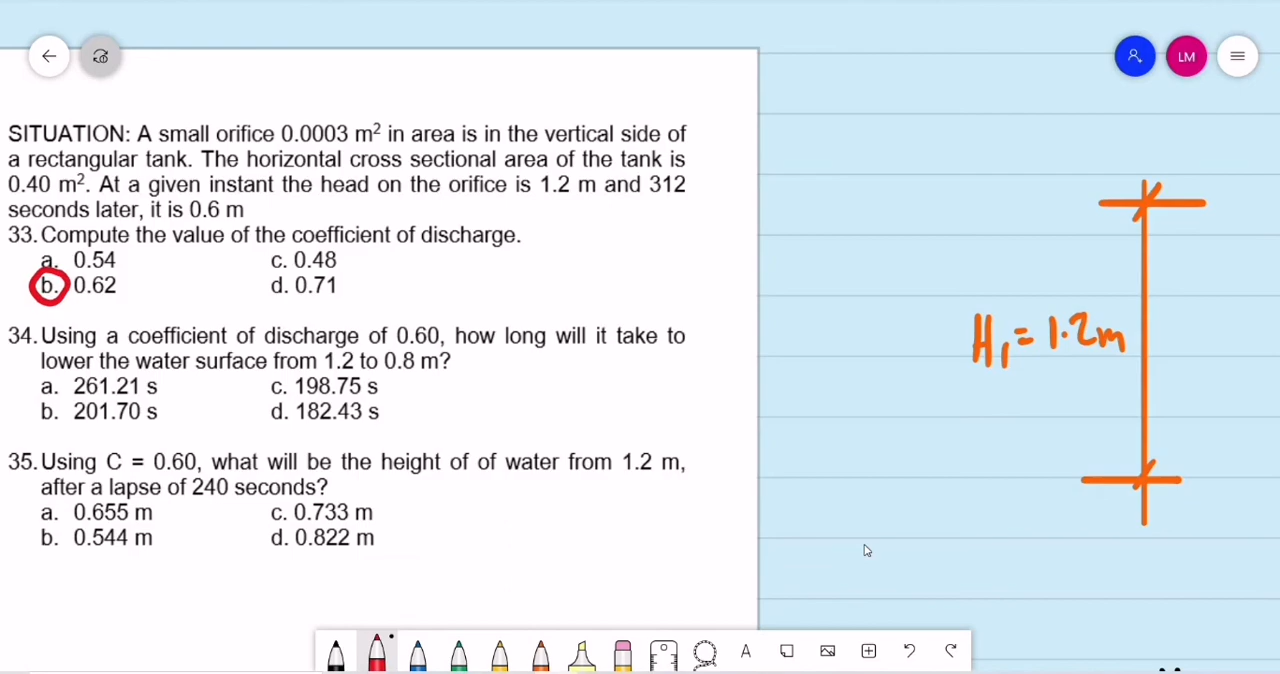 LM
SITUATION: A small orifice 0.0003 m² in area is in the vertical side of
a rectangular tank. The horizontal cross sectional area of the tank is
0.40 m². At a given instant the head on the orifice is 1.2 m and 312
seconds later, it is 0.6 m
33. Compute the value of the coefficient of discharge.
a. 0.54 c. 0.48
b. 0.62 d. 0.71
34. Using a coefficient of discharge of 0.60, how long will it take to
lower the water surface from 1.2 to 0.8 m?
a. 261.21 s c. 198.75 s
b. 201.70 s d. 182.43 s
35. Using C = 0.60, what will be the height of of water from 1.2 m,
after a lapse of 240 seconds?
a. 0.655 m c. 0.733 m
b. 0.544 m d. 0.822 m
H₁ = 1.2m
A